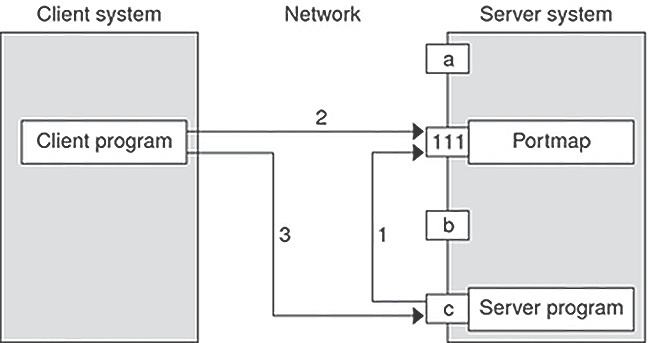 Client system
Network
Server system
a
2
Client program
111
Portmap
3
1
b
c
Server program